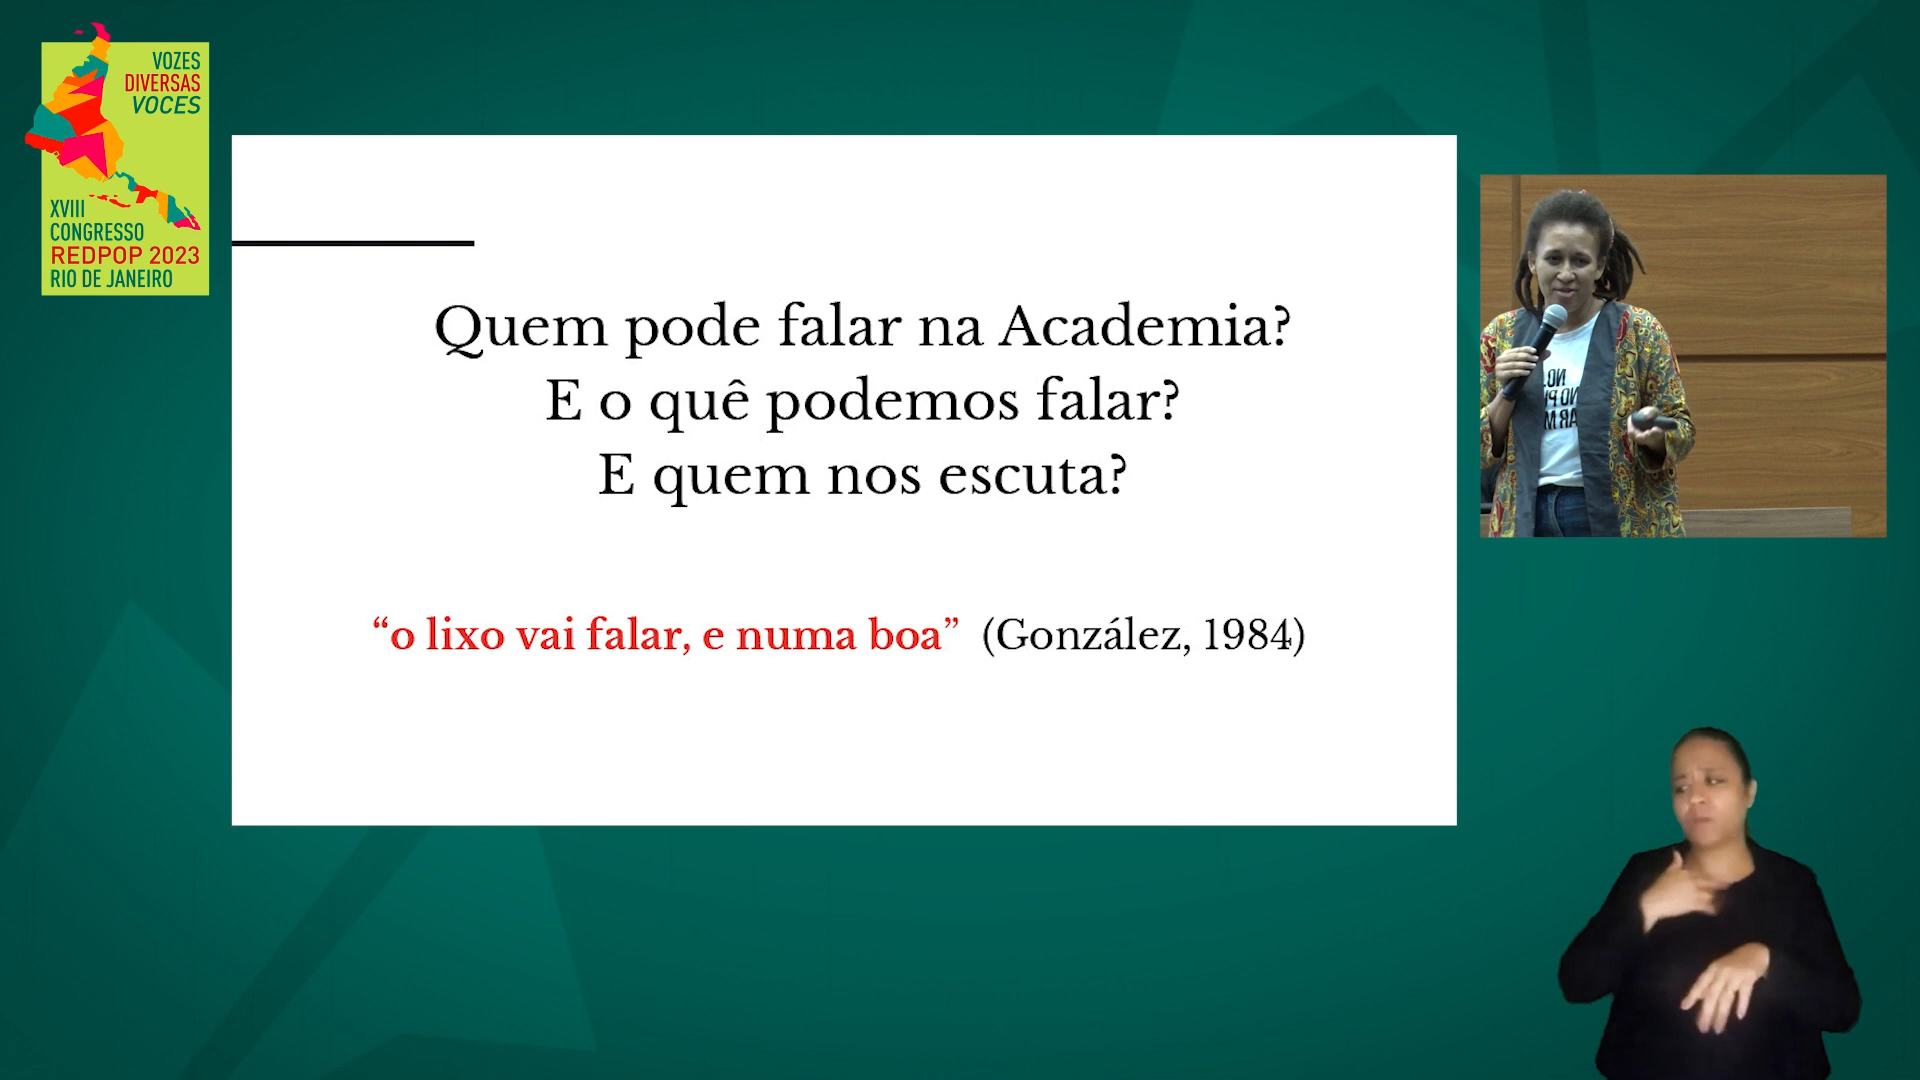 VOZES
DIVERSAS
VOCES
XVIII
CONGRESSO
REDPOP 2023
RIO DE JANEIRO
Quem pode falar na Academia?
E o quê podemos falar?
E quem nos escuta?
“o lixo vai falar, e numa boa” (González, 1984)
NO